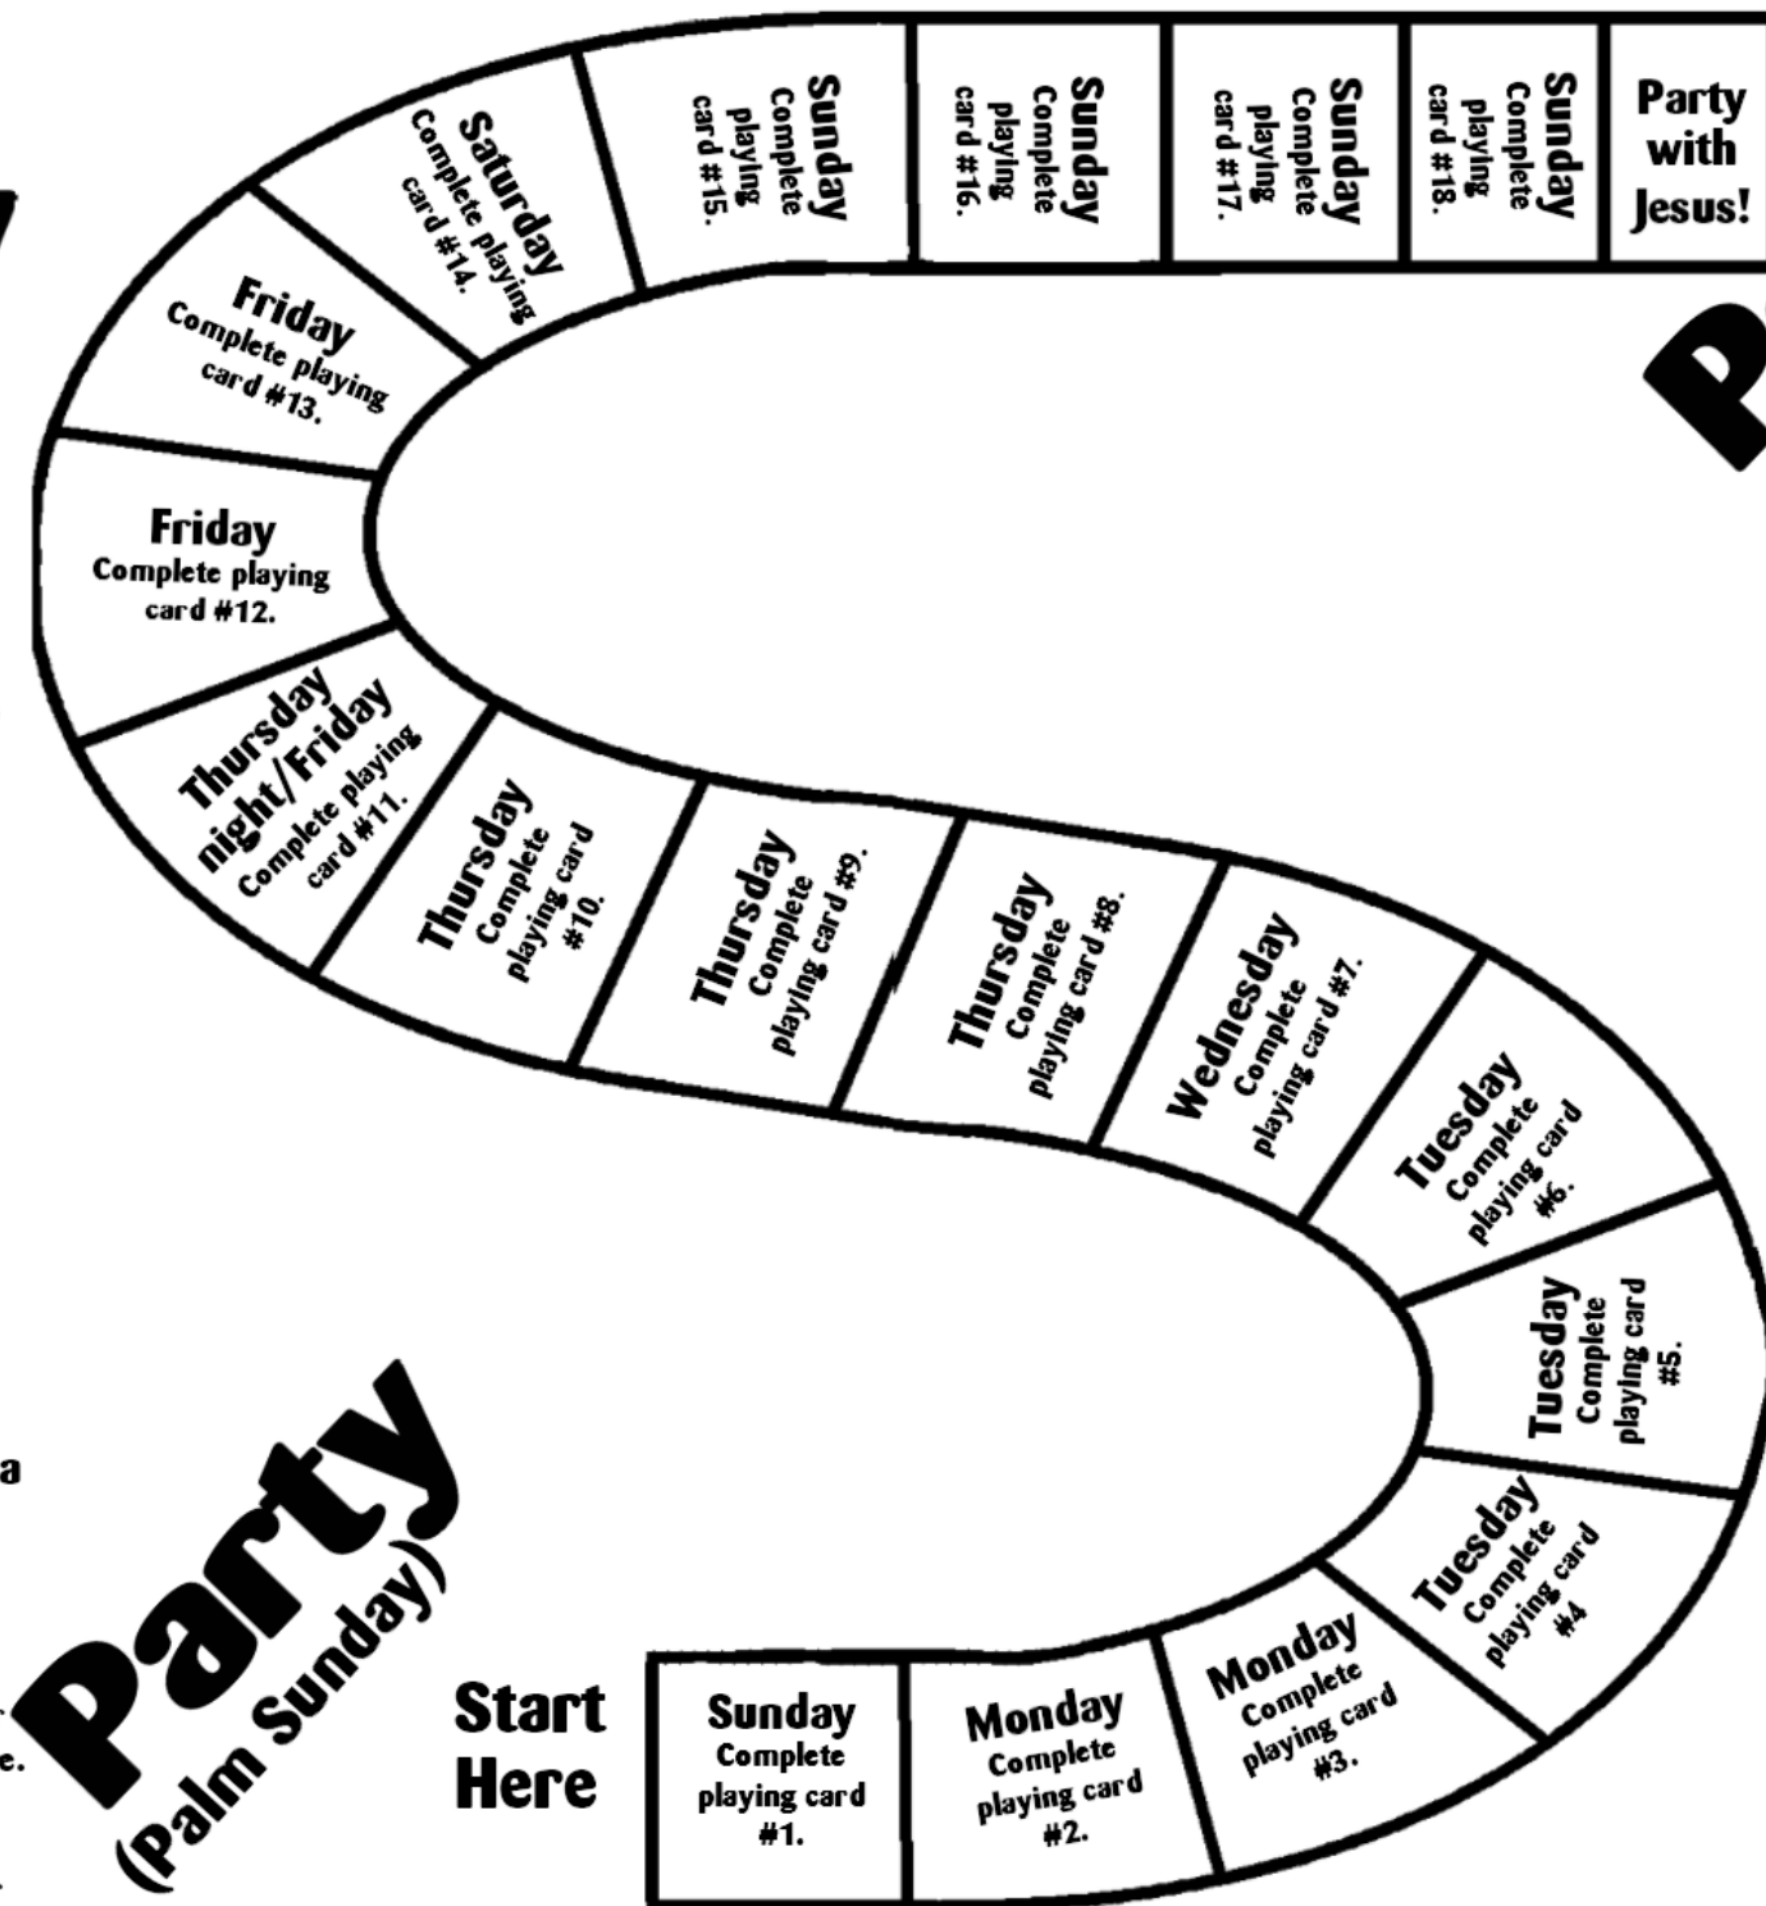 Start
Here
Sunday
Complete
playing card
#1.
Monday
Complete
playing card
#2.
Monday
Complete
playing card
#3.
Tuesday
Complete
playing card
#4
Tuesday
Complete
playing card
#5.
Tuesday
Complete
playing card
#6.
Wednesday
Complete
playing card #7.
Thursday
Complete
playing card #8.
Thursday
Complete
playing card #9.
Thursday
Complete
playing card
#10.
Thursday
night/Friday
Complete playing
card #11.
Friday
Complete playing
card #12.
Friday
Complete playing
card #13.
Saturday
Complete playing
card #14.
Sunday
Complete
playing
card #15.
Sunday
Complete
playing
card #16.
Sunday
Complete
playing
card #17.
Sunday
Complete
playing
card #18.
Party
with
Jesus!
P
Party
(Palm Sunday)
a
e.